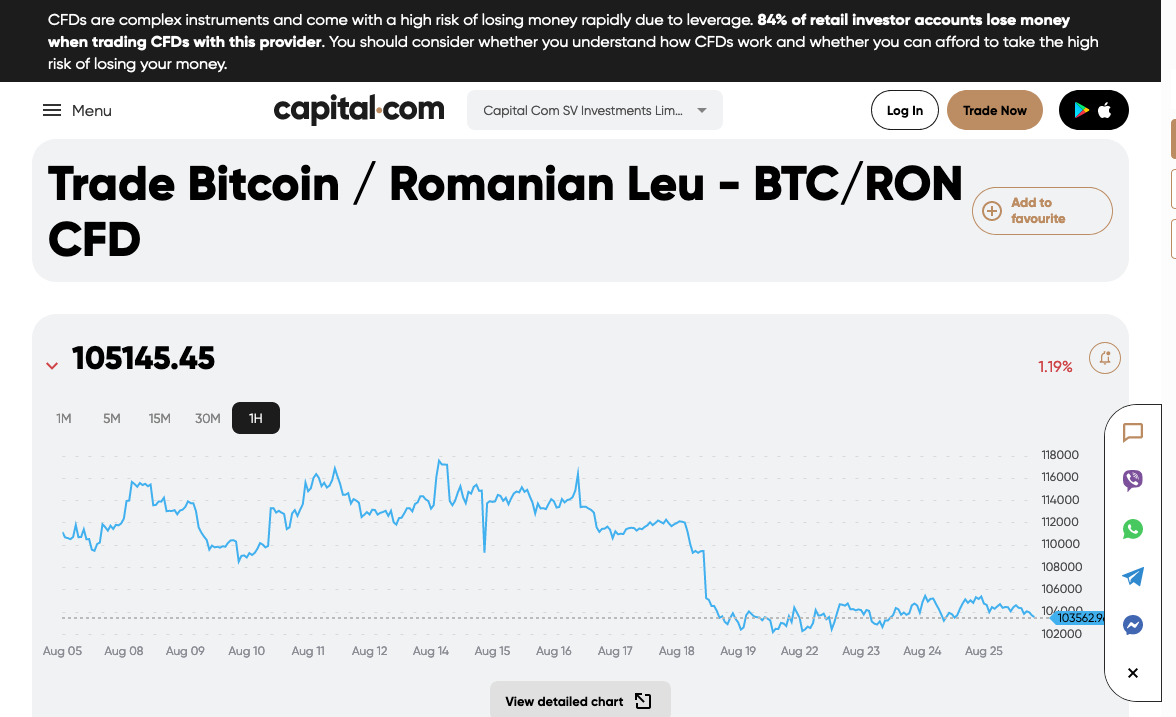 CFDs are complex instruments and come with a high risk of losing money rapidly due to leverage. 84% of retail investor accounts lose money
when trading CFDs with this provider. You should consider whether you understand how CFDs work and whether you can afford to take the high
risk of losing your money.
Menu
capital.com
Capital Com SV Investments Lim...
Log In
Trade Now
Trade Bitcoin / Romanian Leu - BTC/RON
CFD
Add to
favourite
105145.45
1.19%
1M 5M 15M 30M 1H
118000
116000
114000
112000
110000
108000
106000
104000
103562.9
102000
Aug 05 Aug 08 Aug 09 Aug 10 Aug 11 Aug 12 Aug 14 Aug 15 Aug 16 Aug 17 Aug 18 Aug 19 Aug 22 Aug 23 Aug 24 Aug 25
View detailed chart